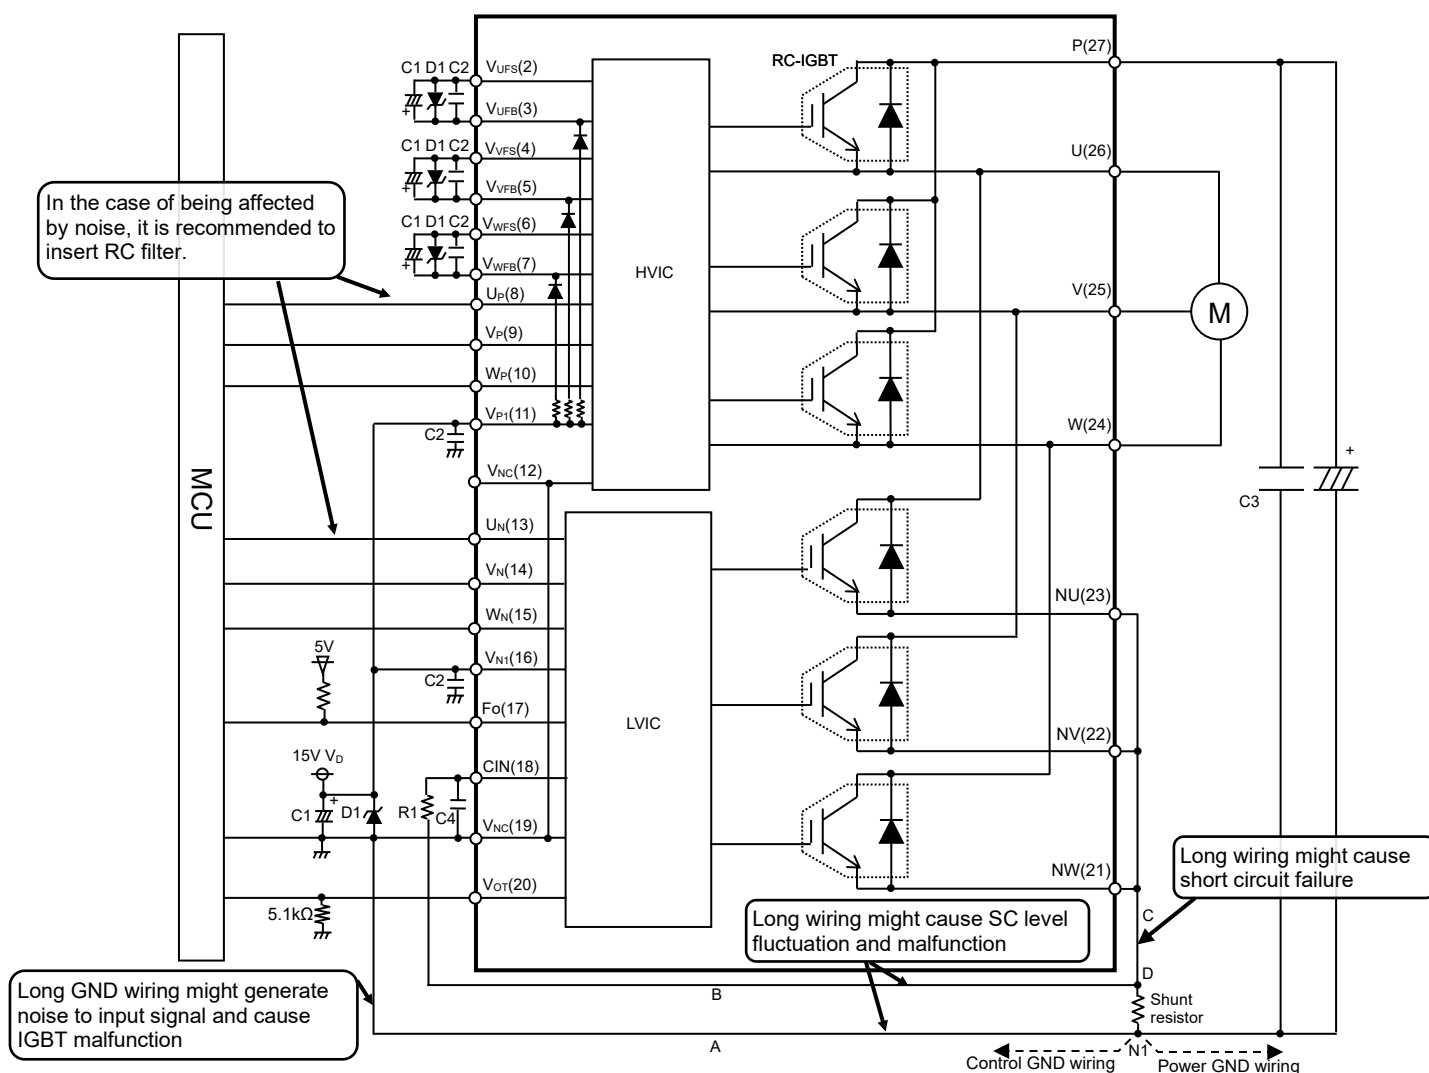 P(27)
RC-IGBT
C1 D1 C2
VUFS(2)
+
VUFB(3)
C1 D1 C2
VVFS(4)
+
VVFB(5)
U(26)
In the case of being affected
by noise, it is recommended to
insert RC filter.
C1 D1 C2
VWFS(6)
+
VWFB(7)
HVIC
UP(8)
V(25)
M
VP(9)
WP(10)
VP1(11)
C2
W(24)
+
C3
MCU
VNC(12)
UN(13)
VN(14)
NU(23)
WN(15)
5V
VN1(16)
C2
Fo(17)
LVIC
NV(22)
15V VD
CIN(18)
+
C1
D1
R1
C4
VNC(19)
Long wiring might cause
short circuit failure
NW(21)
VOT(20)
5.1kΩ
Long wiring might cause SC level
fluctuation and malfunction
C
D
Long GND wiring might generate
noise to input signal and cause
IGBT malfunction
B
Shunt
resistor
A
N1
Control GND wiring
Power GND wiring